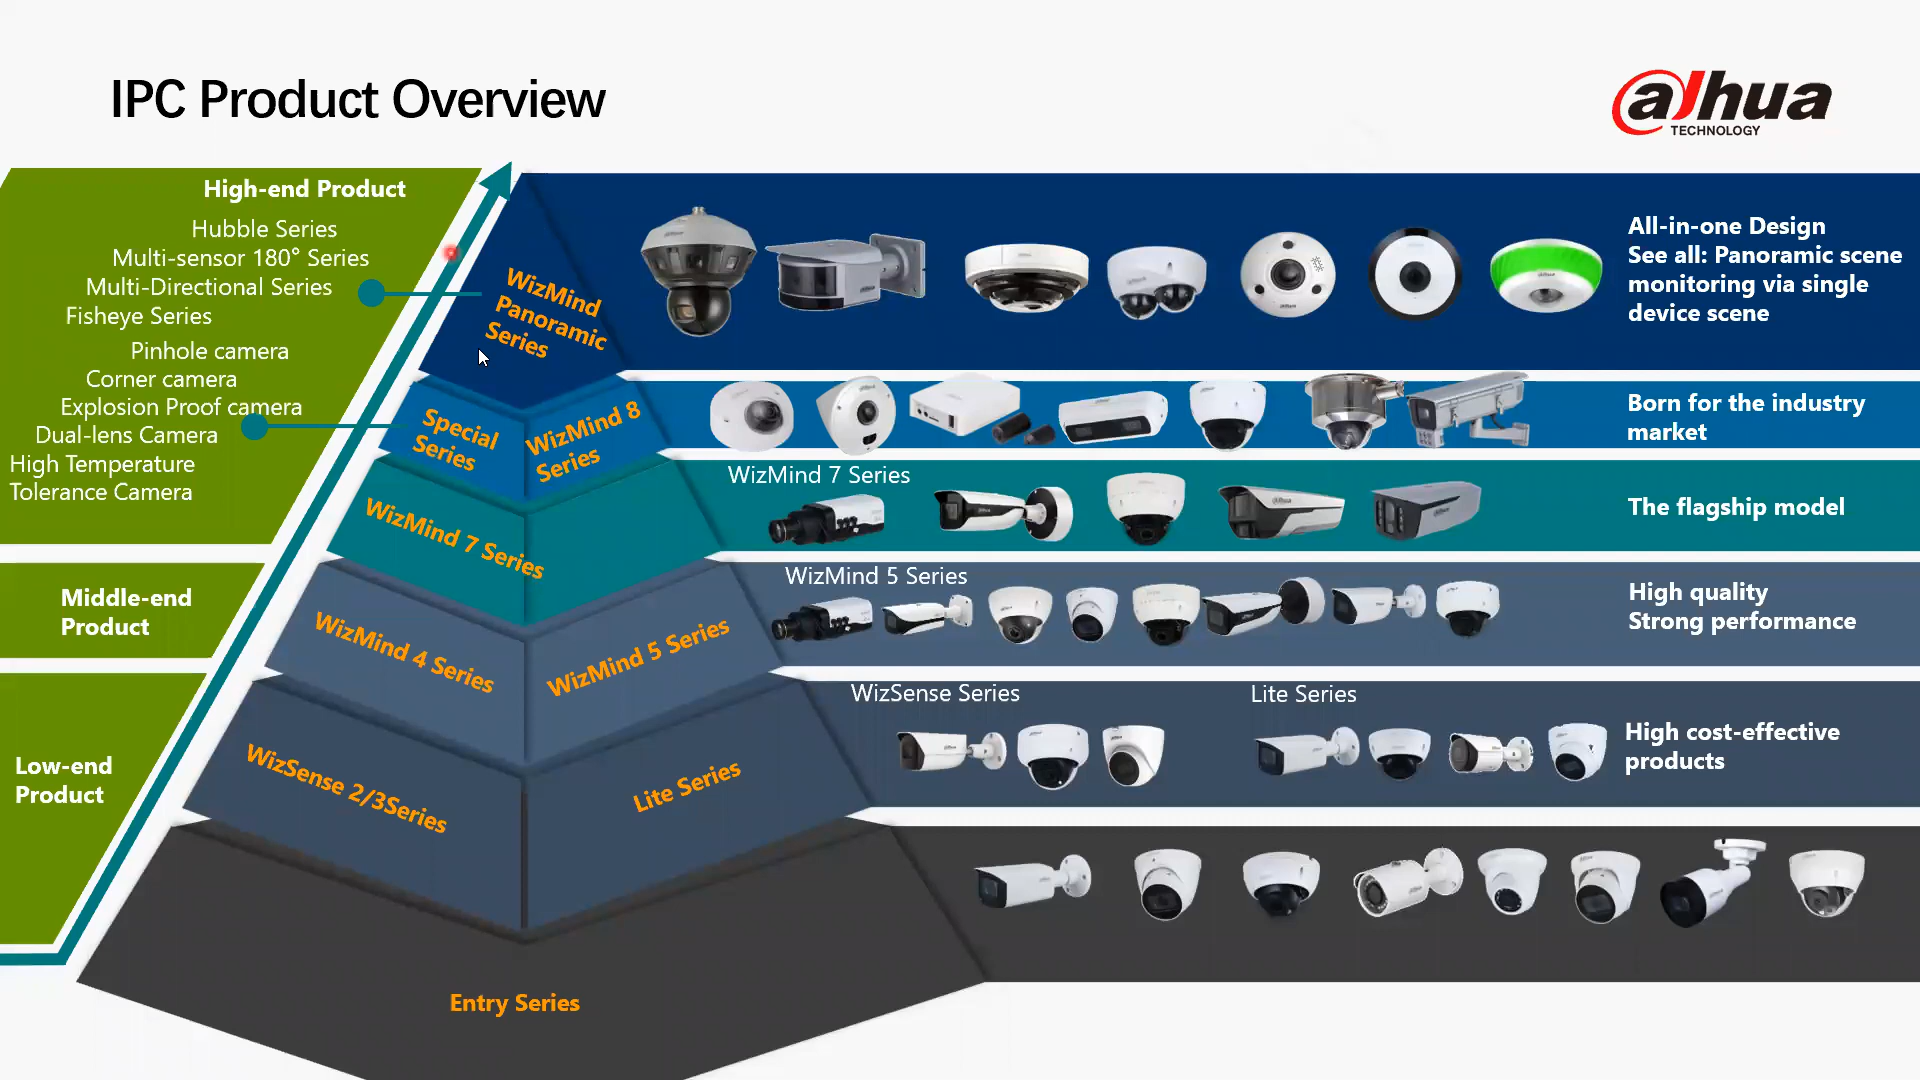 IPC Product Overview
alhua
TECHNOLOGY
High-end Product
Hubble Series
Multi-sensor 180° Series
Multi-Directional Series
Fisheye Series
Pinhole camera
Corner camera
Explosion Proof camera
Dual-lens Camera
High Temperature
Tolerance Camera
Middle-end
Product
Low-end
Product
WizMind
Panoramic
Series
Special
Series
WizMind 8
Series
WizMind 7 Series
WizMind 4 Series
WizMind 5 Series
WizSense 2/3Series
Lite Series
Entry Series
All-in-one Design
See all: Panoramic scene
monitoring via single
device scene
Born for the industry
market
WizMind 7 Series
The flagship model
WizMind 5 Series
High quality
Strong performance
WizSense Series
Lite Series
High cost-effective
products